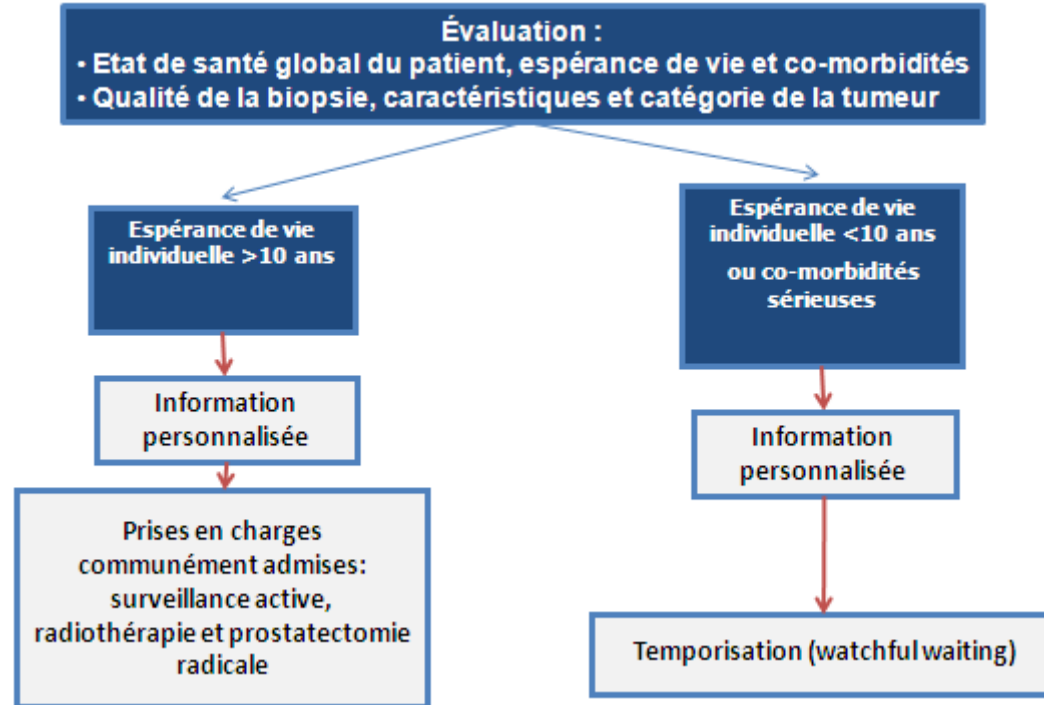 Évaluation :
• Etat de santé global du patient, espérance de vie et co-morbidités
• Qualité de la biopsie, caractéristiques et catégorie de la tumeur
Espérance de vie
individuelle >10 ans
Information
personnalisée
Prises en charges
communément admises:
surveillance active,
radiothérapie et prostatectomie
radicale
Espérance de vie
individuelle <10 ans
ou co-morbidités
sérieuses
Information
personnalisée
Temporisation (watchful waiting)